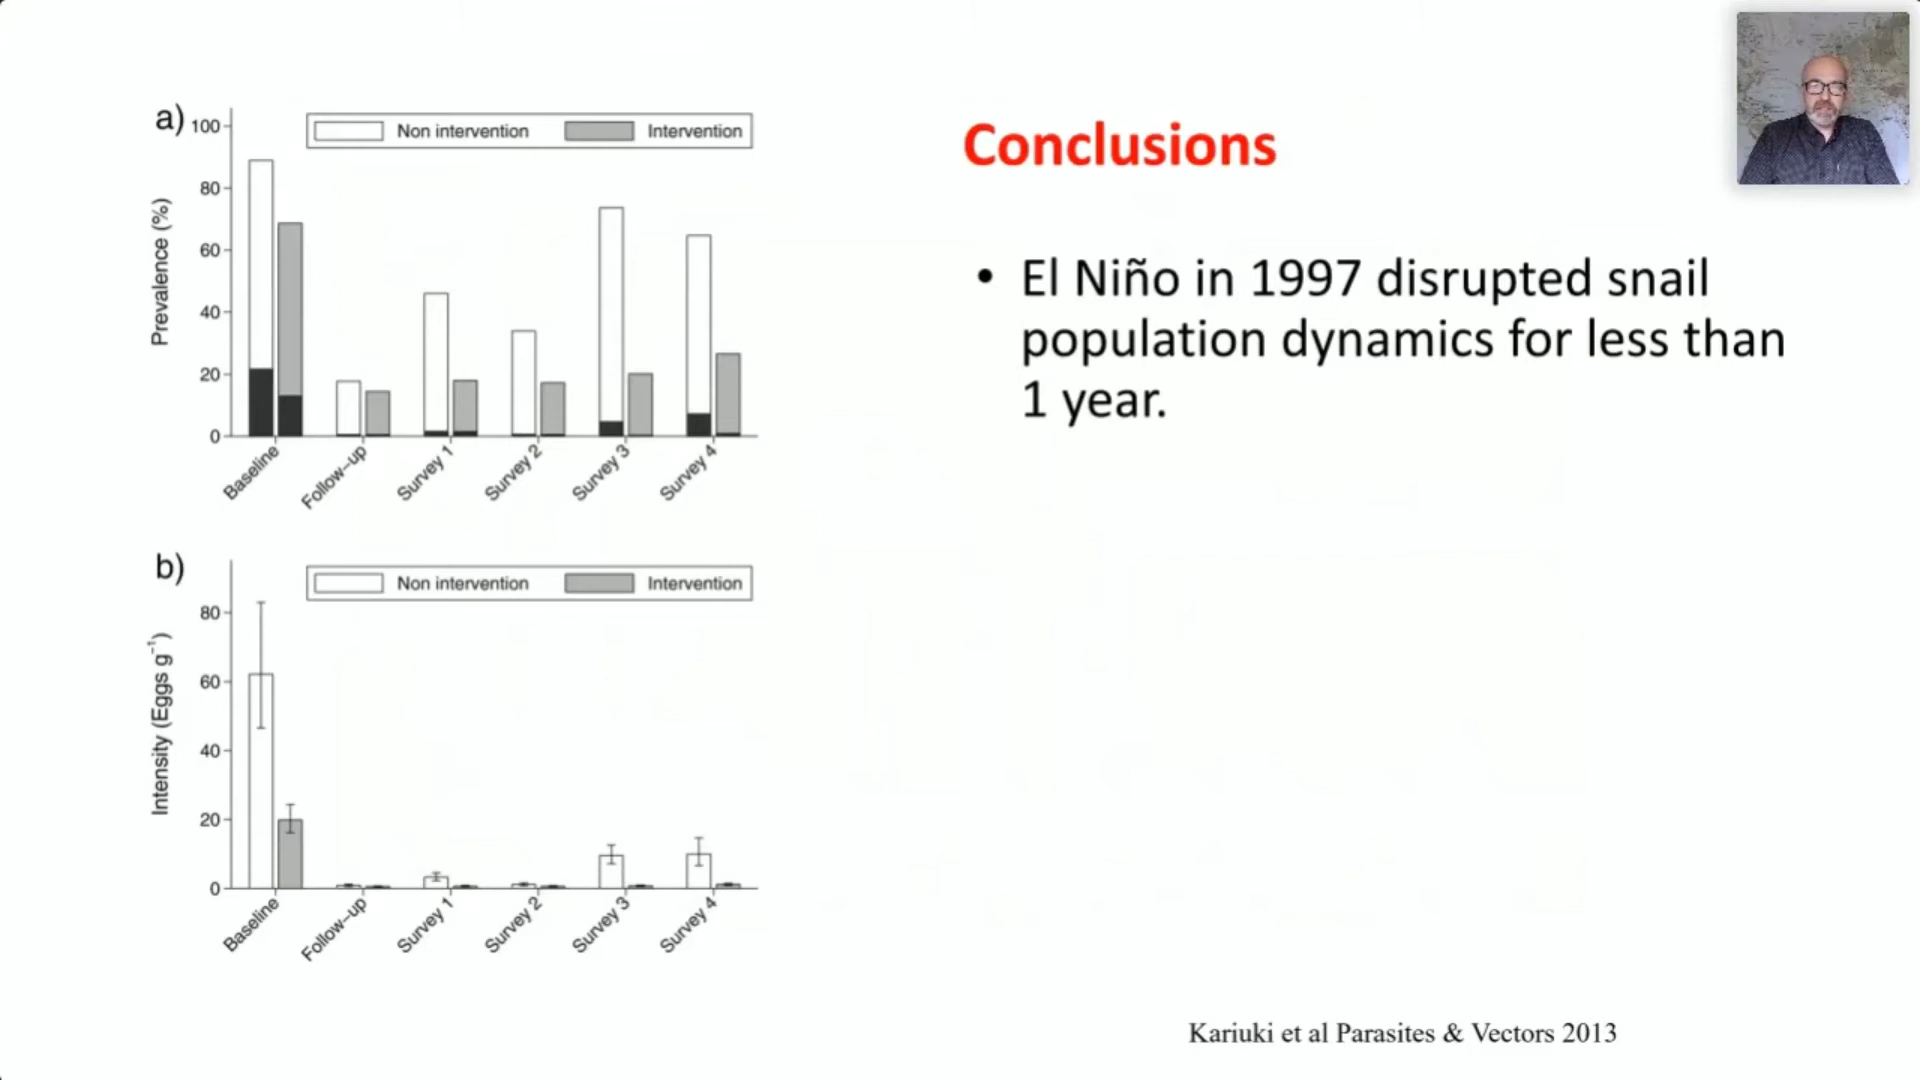 a)
Non intervention
Intervention
100
80
60
40
20
0
Prevalence (%)
Baseline
Follow-up
Survey 1
Survey 2
Survey 3
Survey 4
b)
Non intervention
Intervention
80
60
40
20
0
Intensity (Eggs g⁻¹)
Baseline
Follow-up
Survey 1
Survey 2
Survey 3
Survey 4
Conclusions
• El Niño in 1997 disrupted snail
population dynamics for less than
1 year.
Kariuki et al Parasites & Vectors 2013